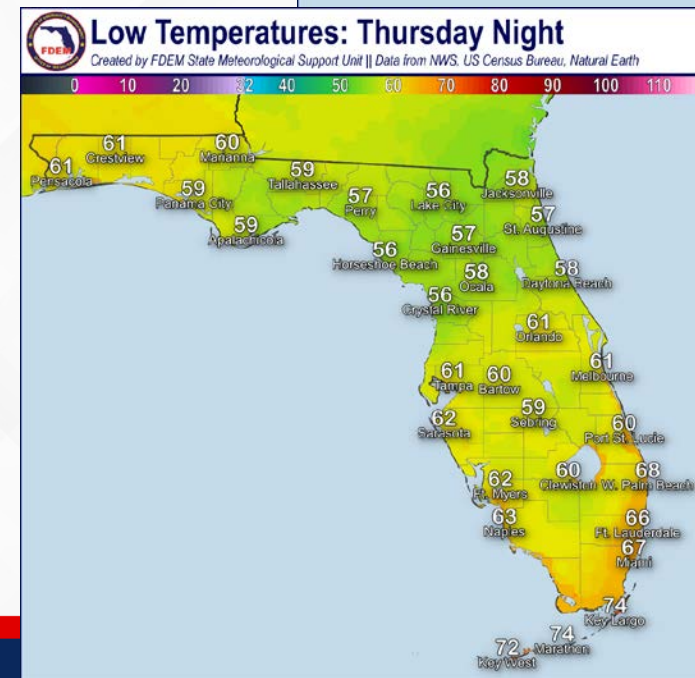 FDEM
Low Temperatures: Thursday Night
Created by FDEM State Meteorological Support Unit || Data from NWS, US Census Bureau, Natural Earth
0 10 20 32 40 50 60 70 80 90 100 110
61
Crestview
60
Marianna
61
Pensacola
59
Panama City
59
Tallahassee
59
Apalachicola
57
Perry
56
Lake City
58
Jacksonville
57
St. Augustine
57
Gainesville
56
Horseshoe Beach
58
Ocala
58
Daytona Beach
56
Crystal River
61
Orlando
61
Tampa
60
Bartow
61
Melbourne
62
Sarasota
59
Sebring
60
Port St. Lucie
62
Ft. Myers
60
Clewiston
68
W. Palm Beach
63
Naples
66
Ft. Lauderdale
67
Miami
74
Key Largo
74
Marathon
72
Key West